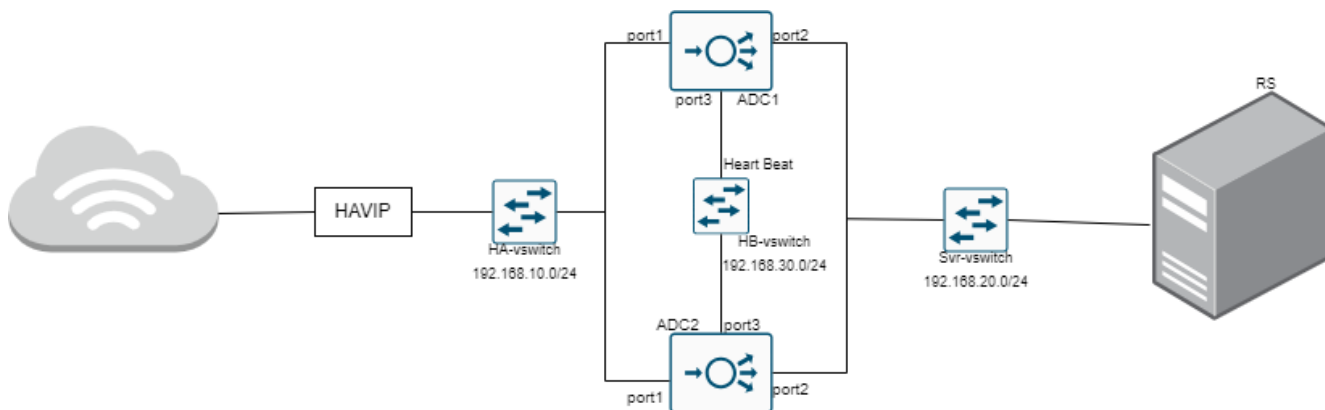 port1
port2
port3
ADC1
RS
Heart Beat
HAVIP
HA-vswitch
192.168.10.0/24
HB-vswitch
192.168.30.0/24
Svr-vswitch
192.168.20.0/24
ADC2
port3
port1
port2